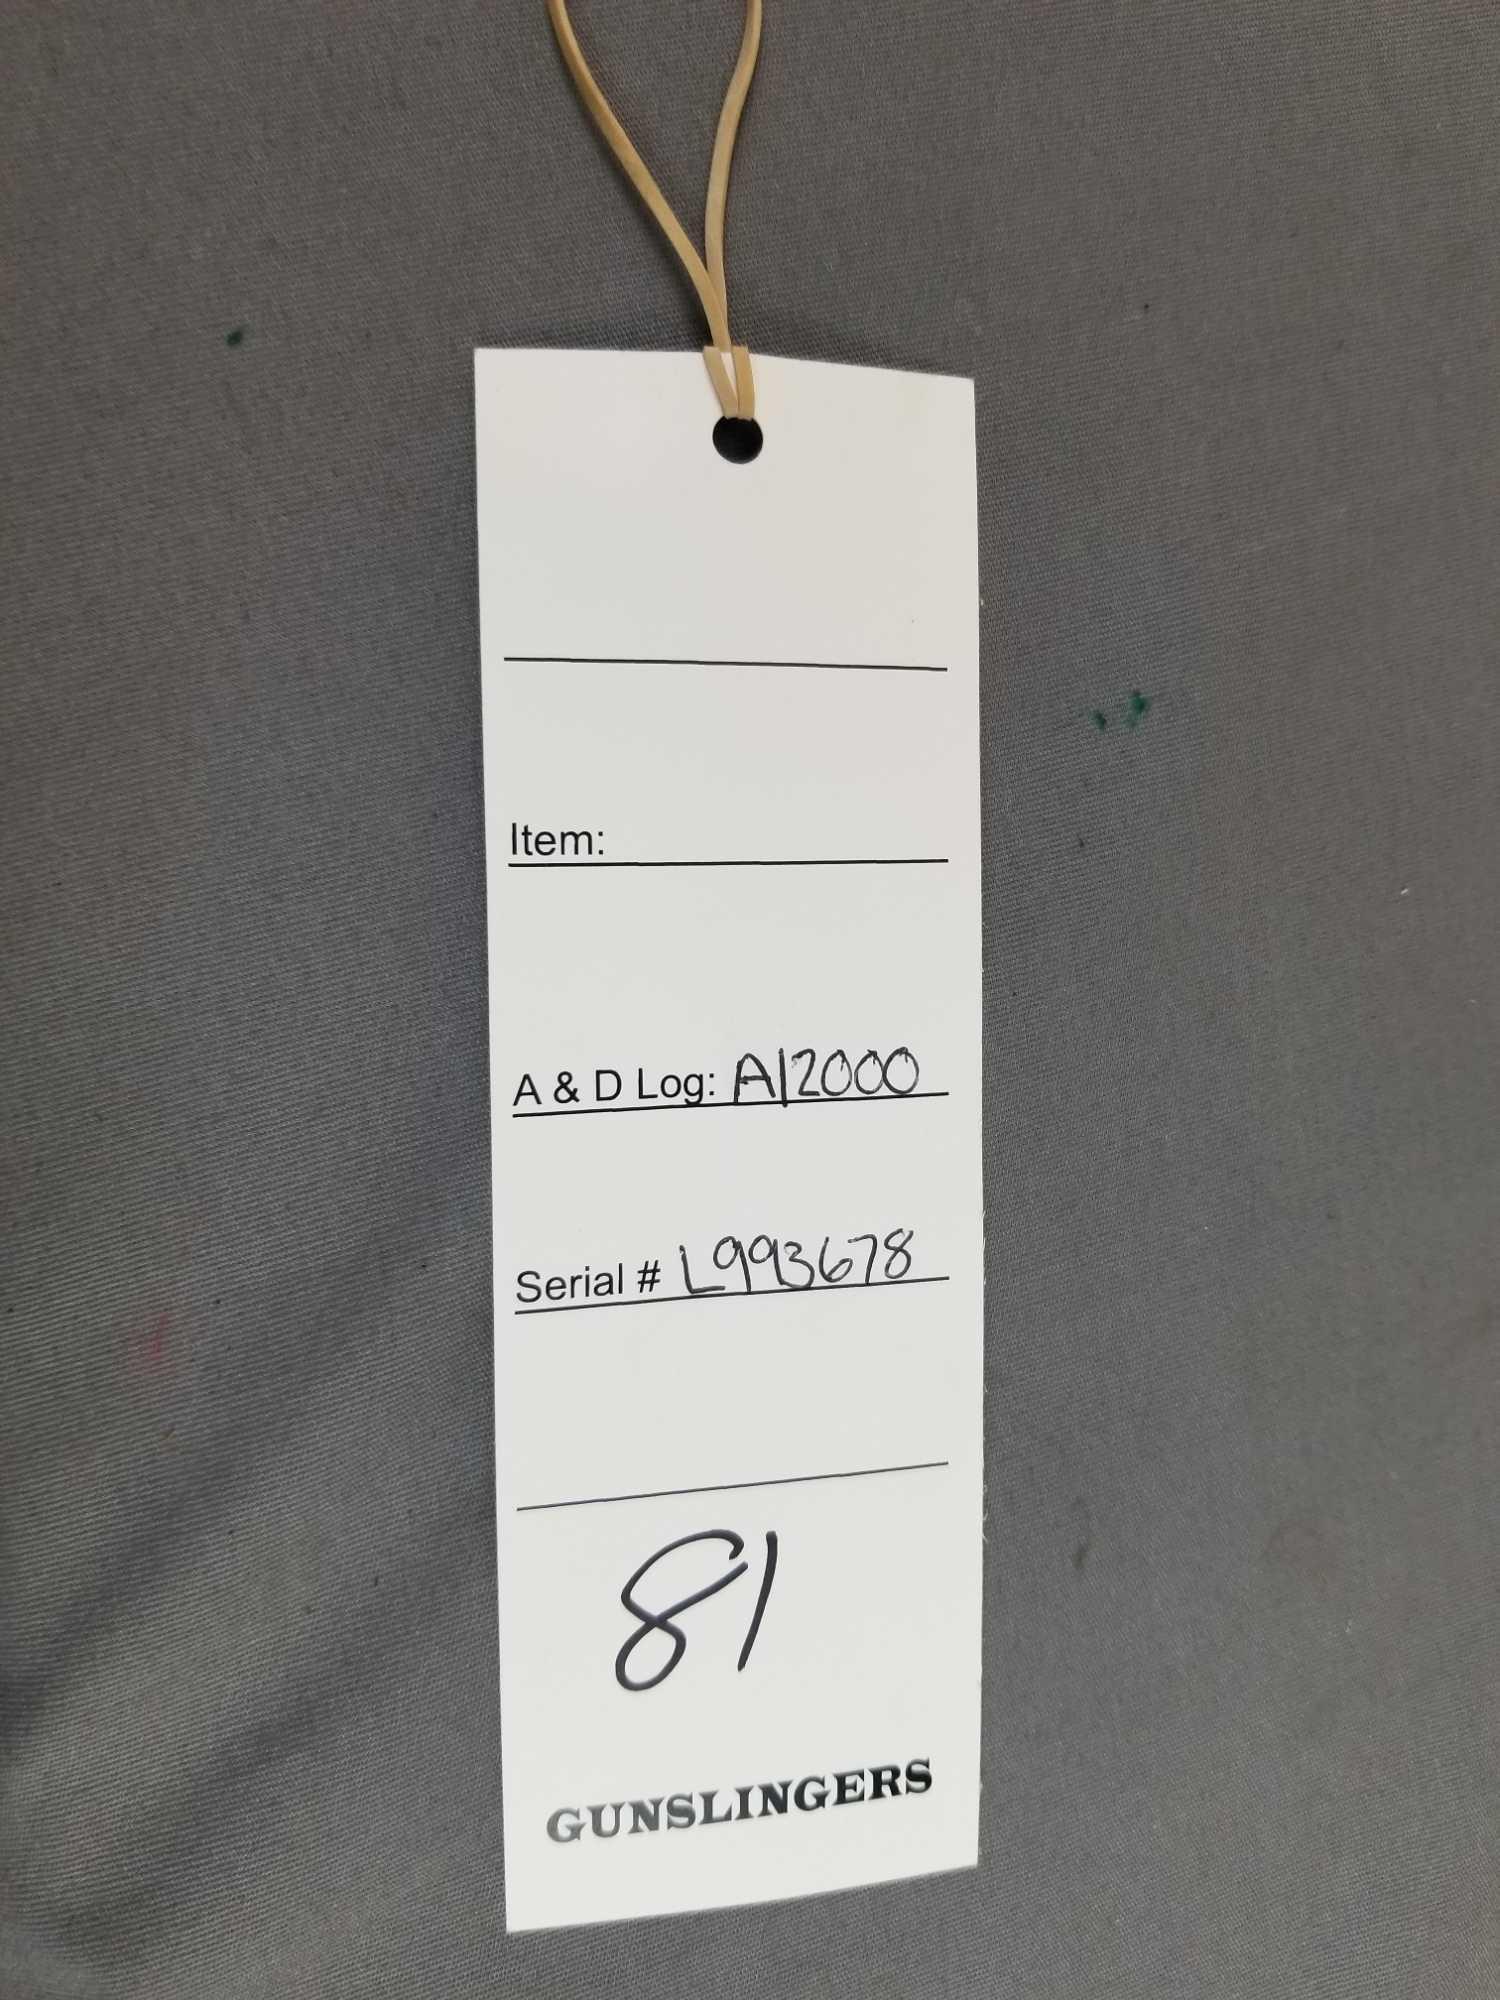 Item:
A & D Log: A12000
Serial # L993678
81
GUNSLINGERS